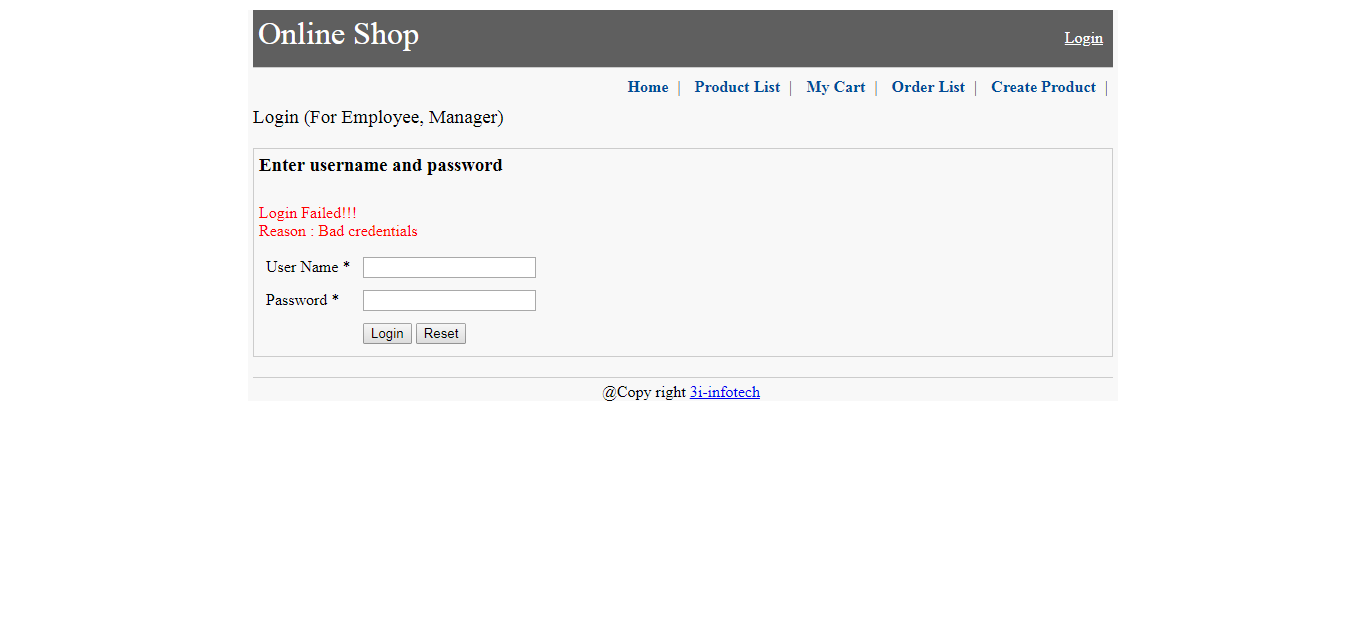 Online Shop
Login
Home | Product List | My Cart | Order List | Create Product |
Login (For Employee, Manager)
Enter username and password
Login Failed!!!
Reason : Bad credentials
User Name *
Password *
Login Reset
@Copy right 3i-infotech